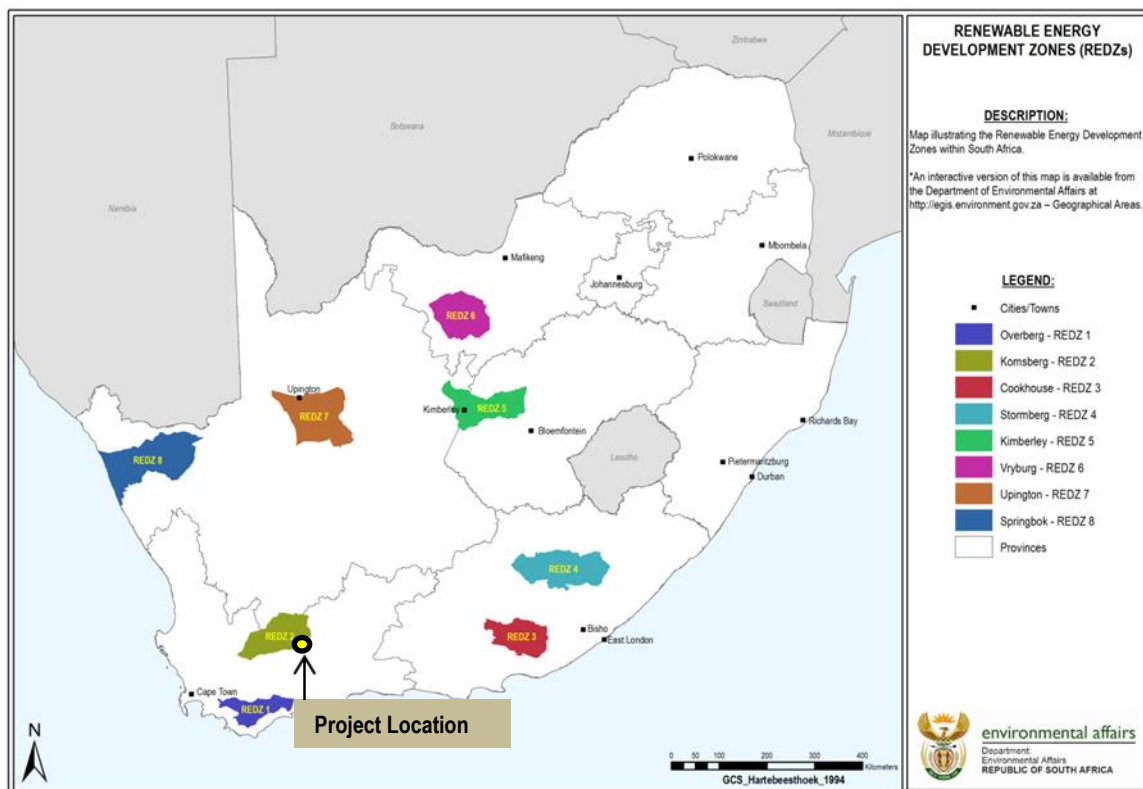 RENEWABLE ENERGY
DEVELOPMENT ZONES (REDZs)
DESCRIPTION:
Map illustrating the Renewable Energy Development
Zones within South Africa.
*An interactive version of this map is available from
the Department of Environmental Affairs at
http://egis.environment.gov.za – Geographical Areas.
LEGEND:
Cities/Towns
Overberg - REDZ 1
Komsberg - REDZ 2
Cookhouse - REDZ 3
Stormberg - REDZ 4
Kimberley - REDZ 5
Vryburg - REDZ 6
Upington - REDZ 7
Springbok - REDZ 8
Provinces
environmental affairs
Department:
Environmental Affairs
REPUBLIC OF SOUTH AFRICA
Zimbabwe
Botswana
Mozambique
Namibia
Polokwane
Mbombela
Mafikeng
Johannesburg
Swaziland
REDZ 6
Upington
REDZ 7
Kimberley
REDZ 5
Bloemfontein
Richards Bay
Lesotho
Pietermaritzburg
Durban
REDZ 8
REDZ 4
REDZ 3
Bisho
East London
REDZ
Cape Town
REDZ 1
Project Location
N
0 50 100 200 300 400
Kilometers
GCS_Hartebeesthoek_1994